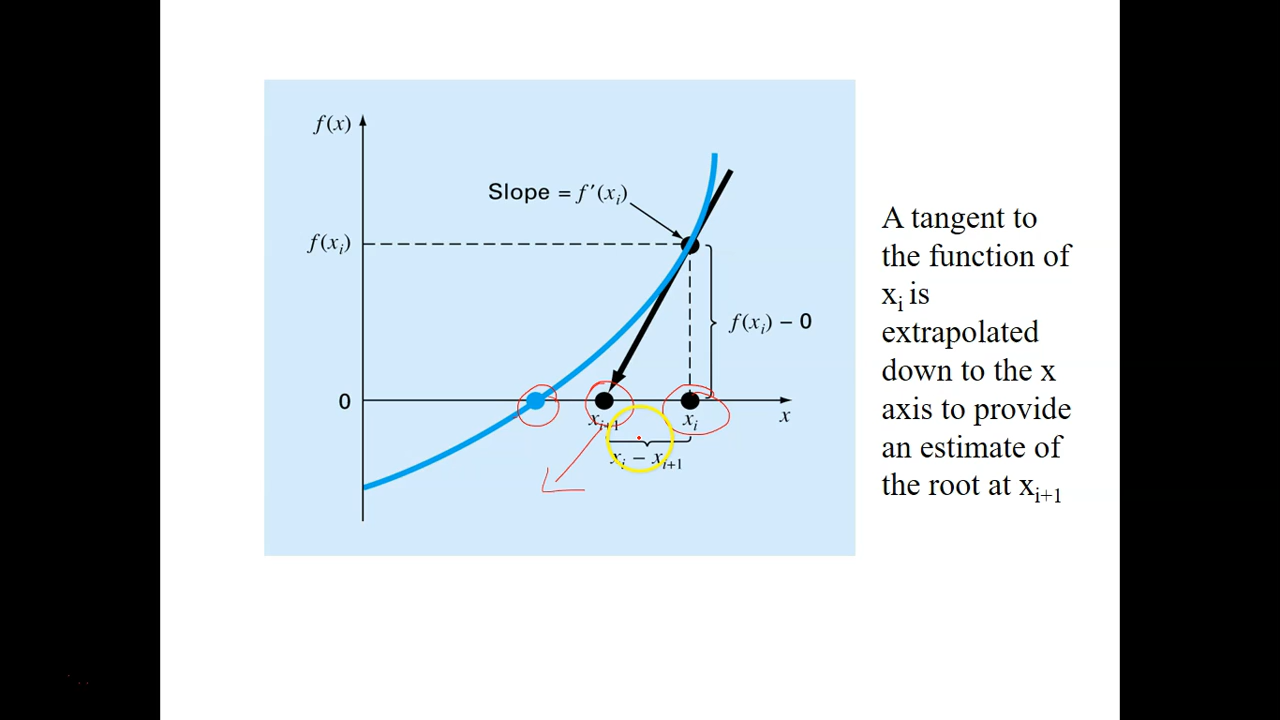 f(x)
Slope = f'(xᵢ)
f(xᵢ)
f(xᵢ) − 0
0
xᵢ₊₁
xᵢ
x
xᵢ − xᵢ₊₁
A tangent to
the function of
xᵢ is
extrapolated
down to the x
axis to provide
an estimate of
the root at xᵢ₊₁